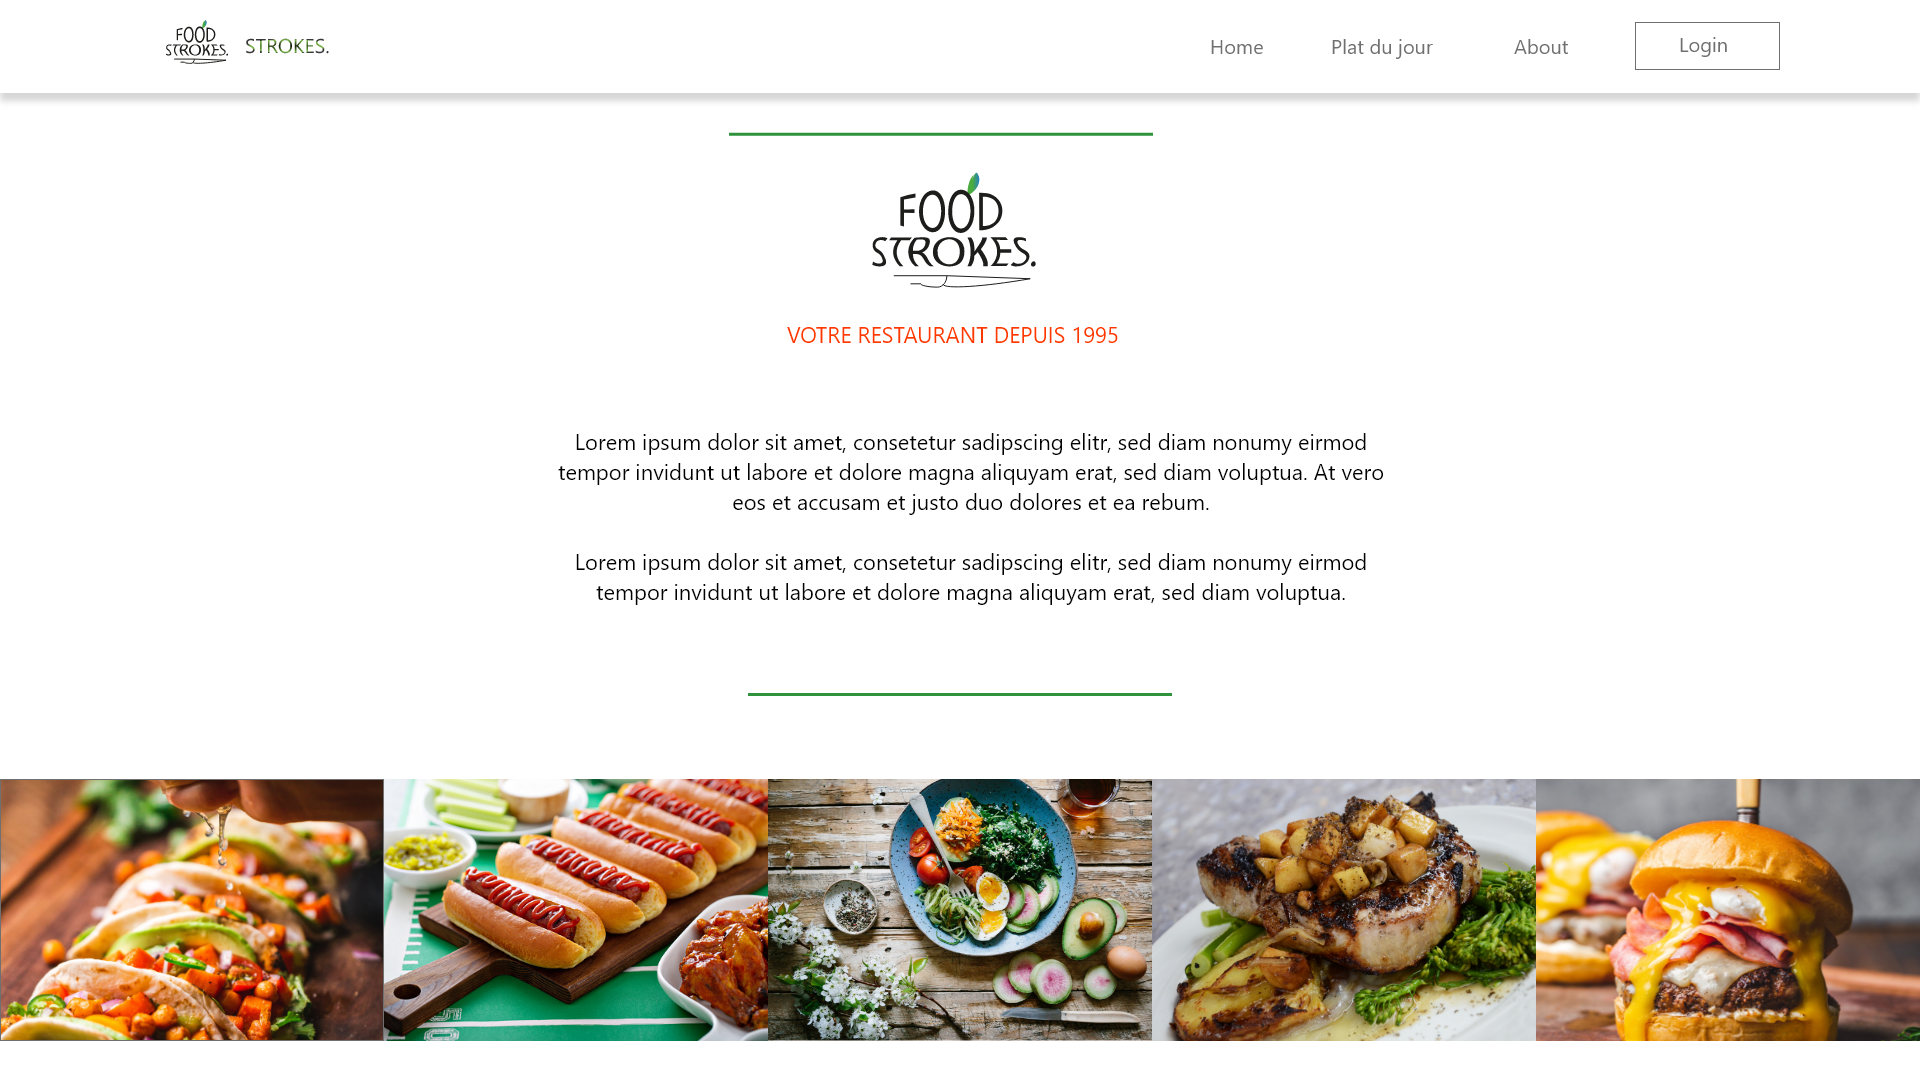 FOOD
STROKES.
STROKES.
Home
Plat du jour
About
Login
FOOD
STROKES.
VOTRE RESTAURANT DEPUIS 1995
Lorem ipsum dolor sit amet, consetetur sadipscing elitr, sed diam nonumy eirmod
tempor invidunt ut labore et dolore magna aliquyam erat, sed diam voluptua. At vero
eos et accusam et justo duo dolores et ea rebum.
Lorem ipsum dolor sit amet, consetetur sadipscing elitr, sed diam nonumy eirmod
tempor invidunt ut labore et dolore magna aliquyam erat, sed diam voluptua.